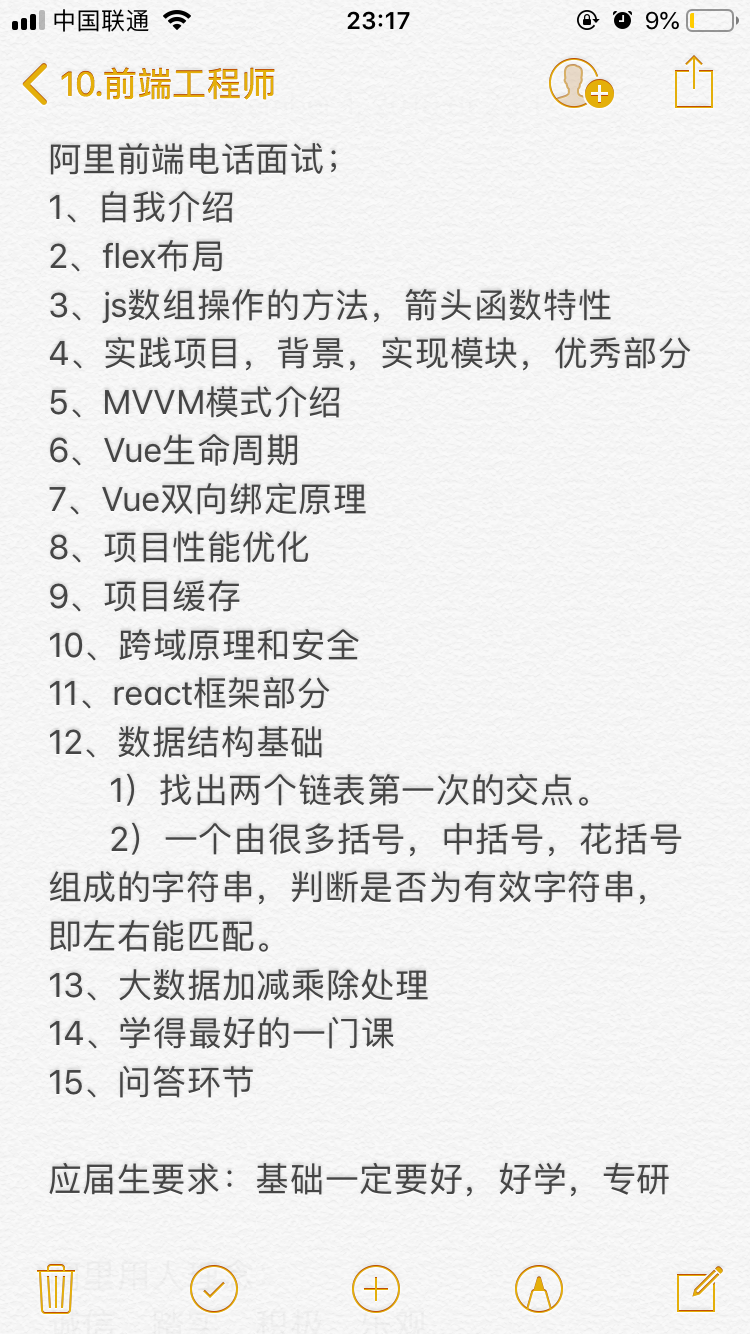 中国联通 23:17 9%
10.前端工程师
阿里前端电话面试；
1、自我介绍
2、flex布局
3、js数组操作的方法，箭头函数特性
4、实践项目，背景，实现模块，优秀部分
5、MVVM模式介绍
6、Vue生命周期
7、Vue双向绑定原理
8、项目性能优化
9、项目缓存
10、跨域原理和安全
11、react框架部分
12、数据结构基础
1）找出两个链表第一次的交点。
2）一个由很多括号，中括号，花括号
组成的字符串，判断是否为有效字符串，
即左右能匹配。
13、大数据加减乘除处理
14、学得最好的一门课
15、问答环节
应届生要求：基础一定要好，好学，专研